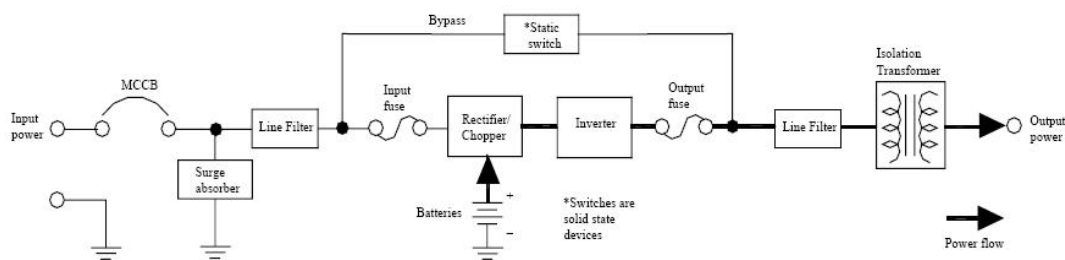 Bypass
*Static
switch
Isolation
Transformer
MCCB
Input
fuse
Output
fuse
Input
power
Line Filter
Rectifier/
Chopper
Inverter
Line Filter
Output
power
Surge
absorber
Batteries
+
−
*Switches are
solid state
devices
Power flow